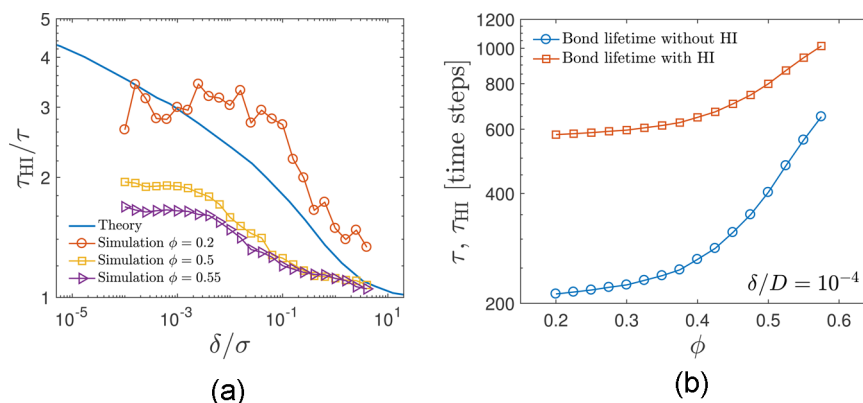 5
4
3
2
1
τ_HI/τ
Theory
Simulation ϕ = 0.2
Simulation ϕ = 0.5
Simulation ϕ = 0.55
10^-5 10^-3 10^-1 10^1
δ/σ
(a)
1200
1000
800
600
400
200
τ, τ_HI [time steps]
Bond lifetime without HI
Bond lifetime with HI
δ/D = 10^-4
0.2 0.3 0.4 0.5 0.6
ϕ
(b)